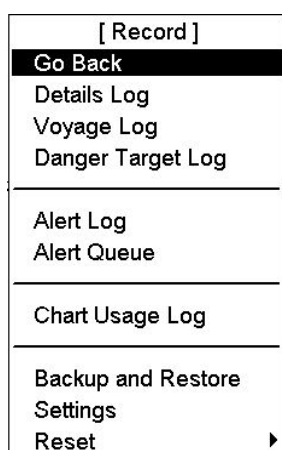 [ Record ]
Go Back
Details Log
Voyage Log
Danger Target Log
Alert Log
Alert Queue
Chart Usage Log
Backup and Restore
Settings
Reset